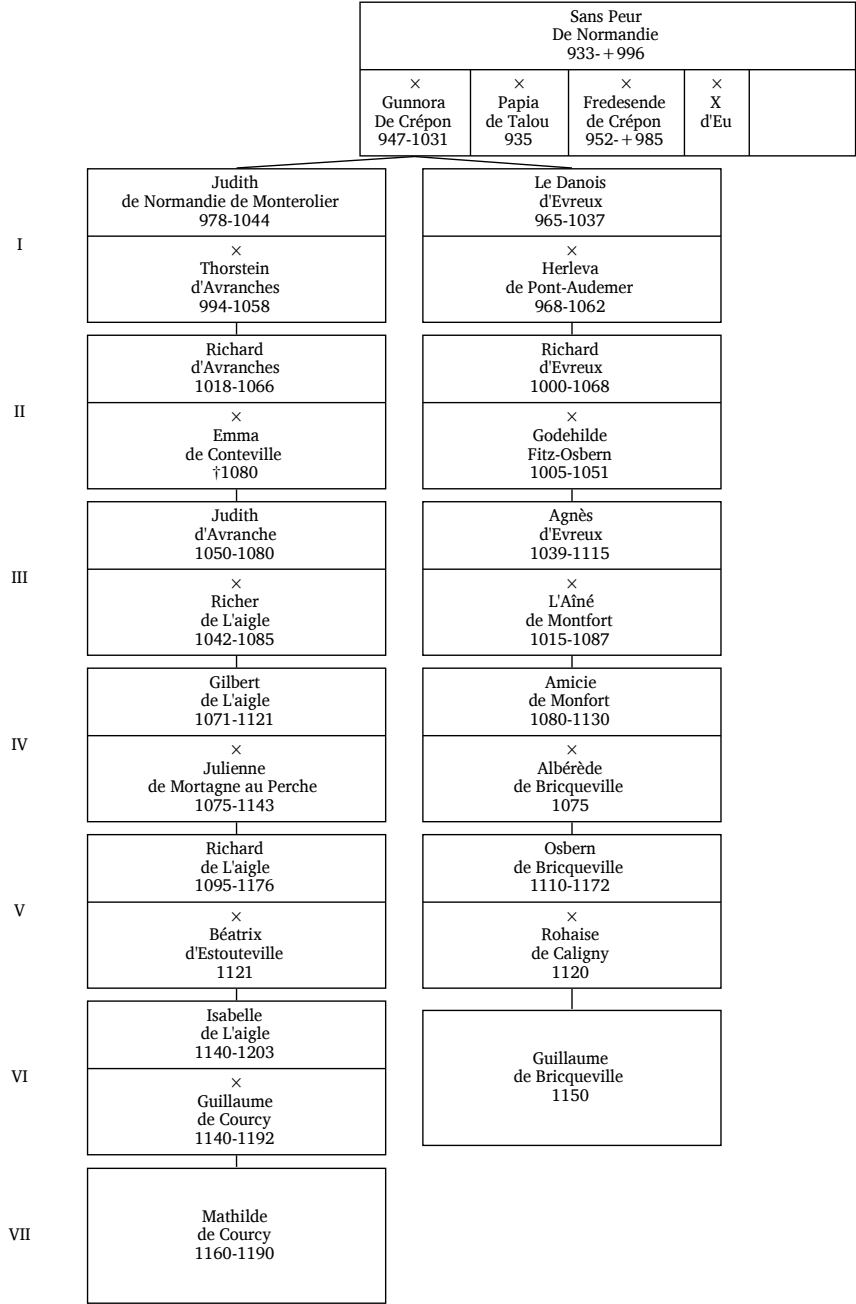 Sans Peur
De Normandie
933-+996
×
Gunnora
De Crépon
947-1031
×
Papia
de Talou
935
×
Fredesende
de Crépon
952-+985
×
X
d'Eu
I
Judith
de Normandie de Monterolier
978-1044
×
Thorstein
d'Avranches
994-1058
Le Danois
d'Evreux
965-1037
×
Herleva
de Pont-Audemer
968-1062
II
Richard
d'Avranches
1018-1066
×
Emma
de Conteville
†1080
Richard
d'Evreux
1000-1068
×
Godehilde
Fitz-Osbern
1005-1051
III
Judith
d'Avranche
1050-1080
×
Richer
de L'aigle
1042-1085
Agnès
d'Evreux
1039-1115
×
L'Aîné
de Montfort
1015-1087
IV
Gilbert
de L'aigle
1071-1121
×
Julienne
de Mortagne au Perche
1075-1143
Amicie
de Monfort
1080-1130
×
Albérède
de Bricqueville
1075
V
Richard
de L'aigle
1095-1176
×
Béatrix
d'Estouteville
1121
Osbern
de Bricqueville
1110-1172
×
Rohaise
de Caligny
1120
VI
Isabelle
de L'aigle
1140-1203
×
Guillaume
de Courcy
1140-1192
Guillaume
de Bricqueville
1150
VII
Mathilde
de Courcy
1160-1190